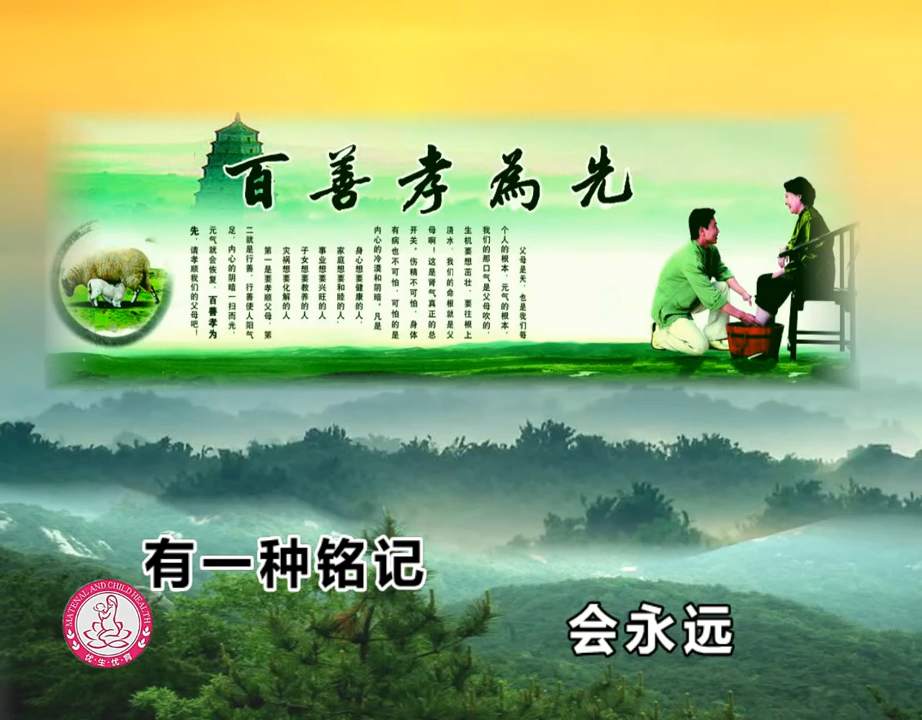 百善孝為先
父母是天，也是我们每
个人的根本，元气的根本，
我们的那口气是父母吹的，
生机要想茁壮，要往根上
浇水，我们的命根就是父
母啊！这是肾气真正的总
开关。伤精不可怕，身体
有病也不可怕，可怕的是
内心的冷漠和阴暗。凡是
身心想要健康的人，
家庭想要和睦的人，
事业想要兴旺的人
子女想要教养的人
灾祸想要化解的人
第一是要孝顺父母，第
二就是行善，行善使人阳气
足，内心的阴暗一扫而光，
元气就会恢复，百善孝为
先，请孝顺我们的父母吧！
有一种铭记
会永远
MATENAL AND CHILD HEALTH
优·生·优·育